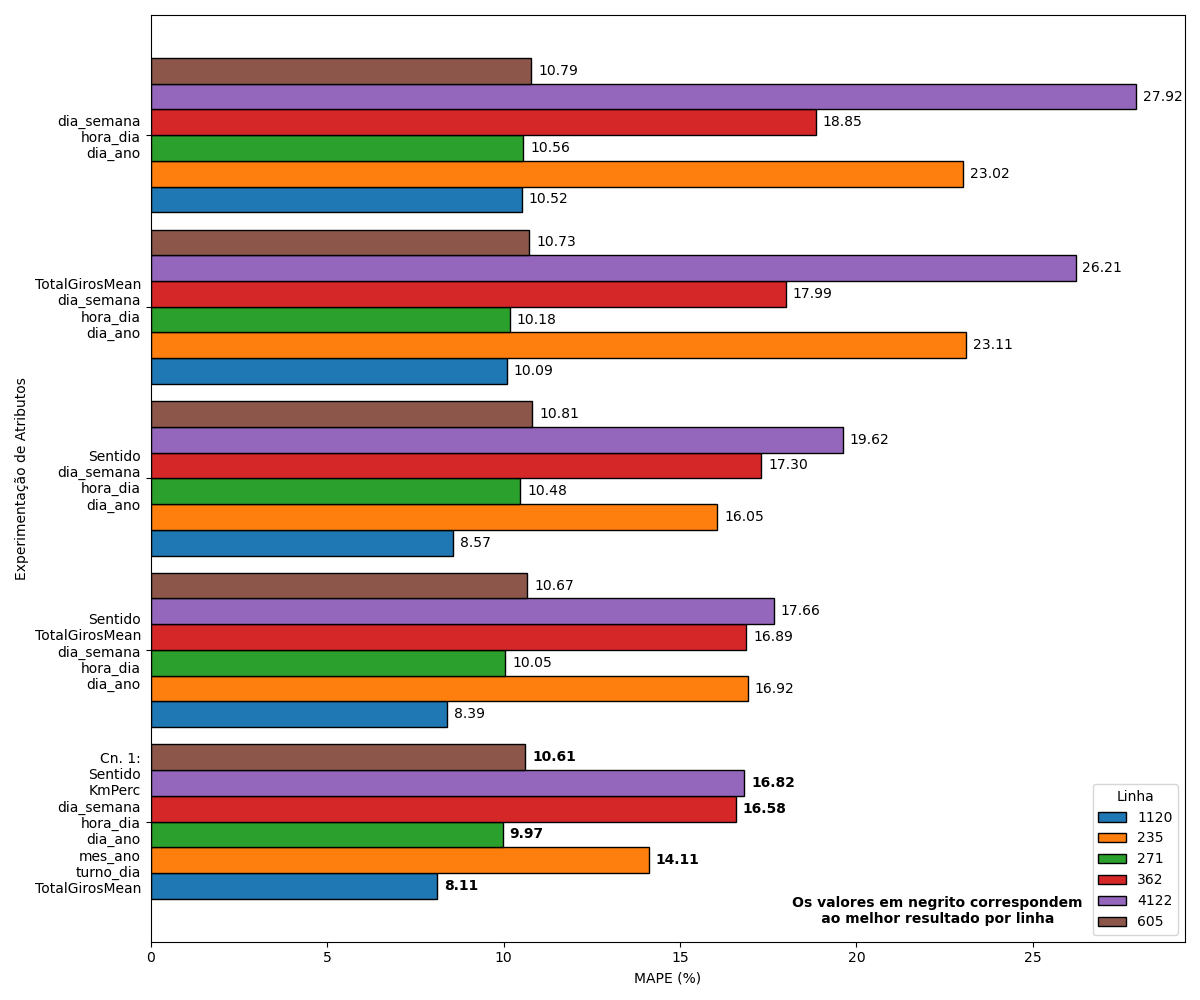 Experimentação de Atributos
dia_semana
hora_dia
dia_ano
10.79
27.92
18.85
10.56
23.02
10.52
TotalGirosMean
dia_semana
hora_dia
dia_ano
10.73
26.21
17.99
10.18
23.11
10.09
Sentido
dia_semana
hora_dia
dia_ano
10.81
19.62
17.30
10.48
16.05
8.57
Sentido
TotalGirosMean
dia_semana
hora_dia
dia_ano
10.67
17.66
16.89
10.05
16.92
8.39
Cn. 1:
Sentido
KmPerc
dia_semana
hora_dia
dia_ano
mes_ano
turno_dia
TotalGirosMean
10.61
16.82
16.58
9.97
14.11
8.11
Os valores em negrito correspondem
ao melhor resultado por linha
Linha
1120
235
271
362
4122
605
0 5 10 15 20 25
MAPE (%)